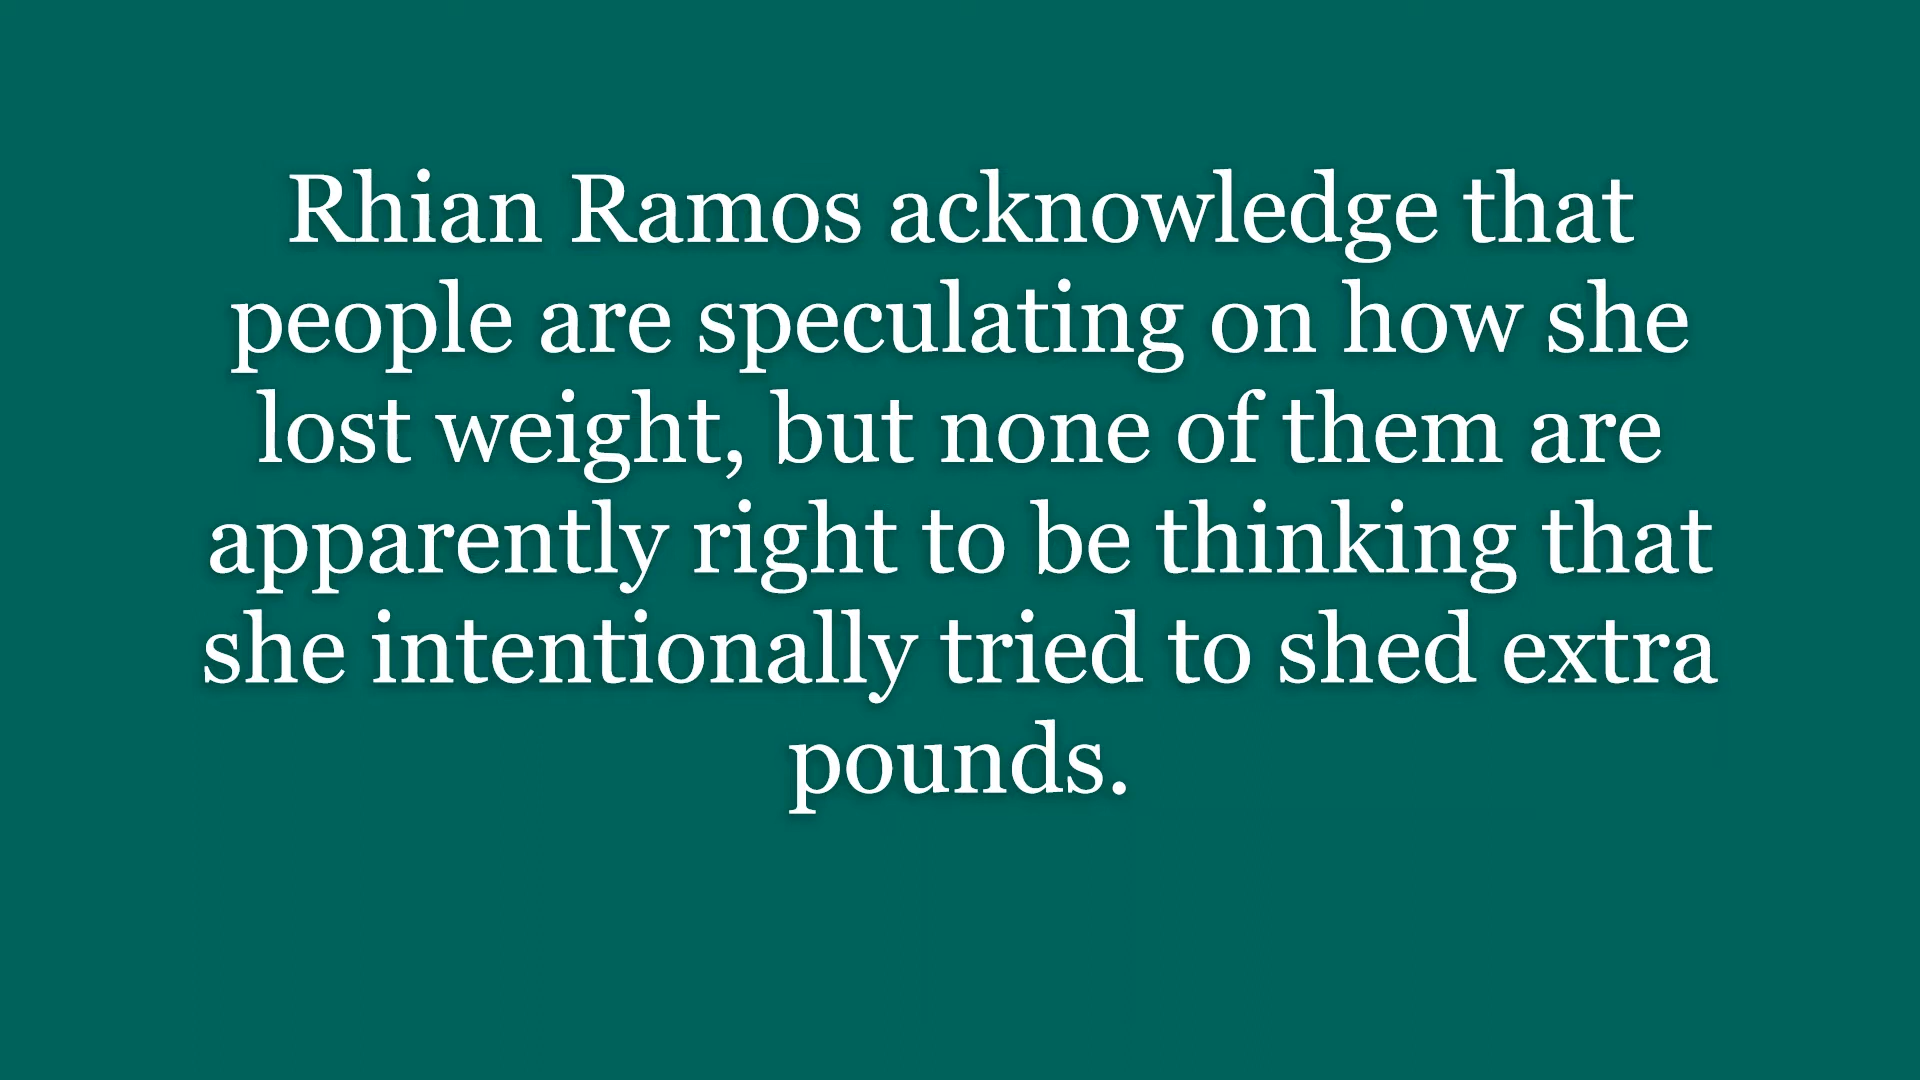 Rhian Ramos acknowledge that
people are speculating on how she
lost weight, but none of them are
apparently right to be thinking that
she intentionally tried to shed extra
pounds.